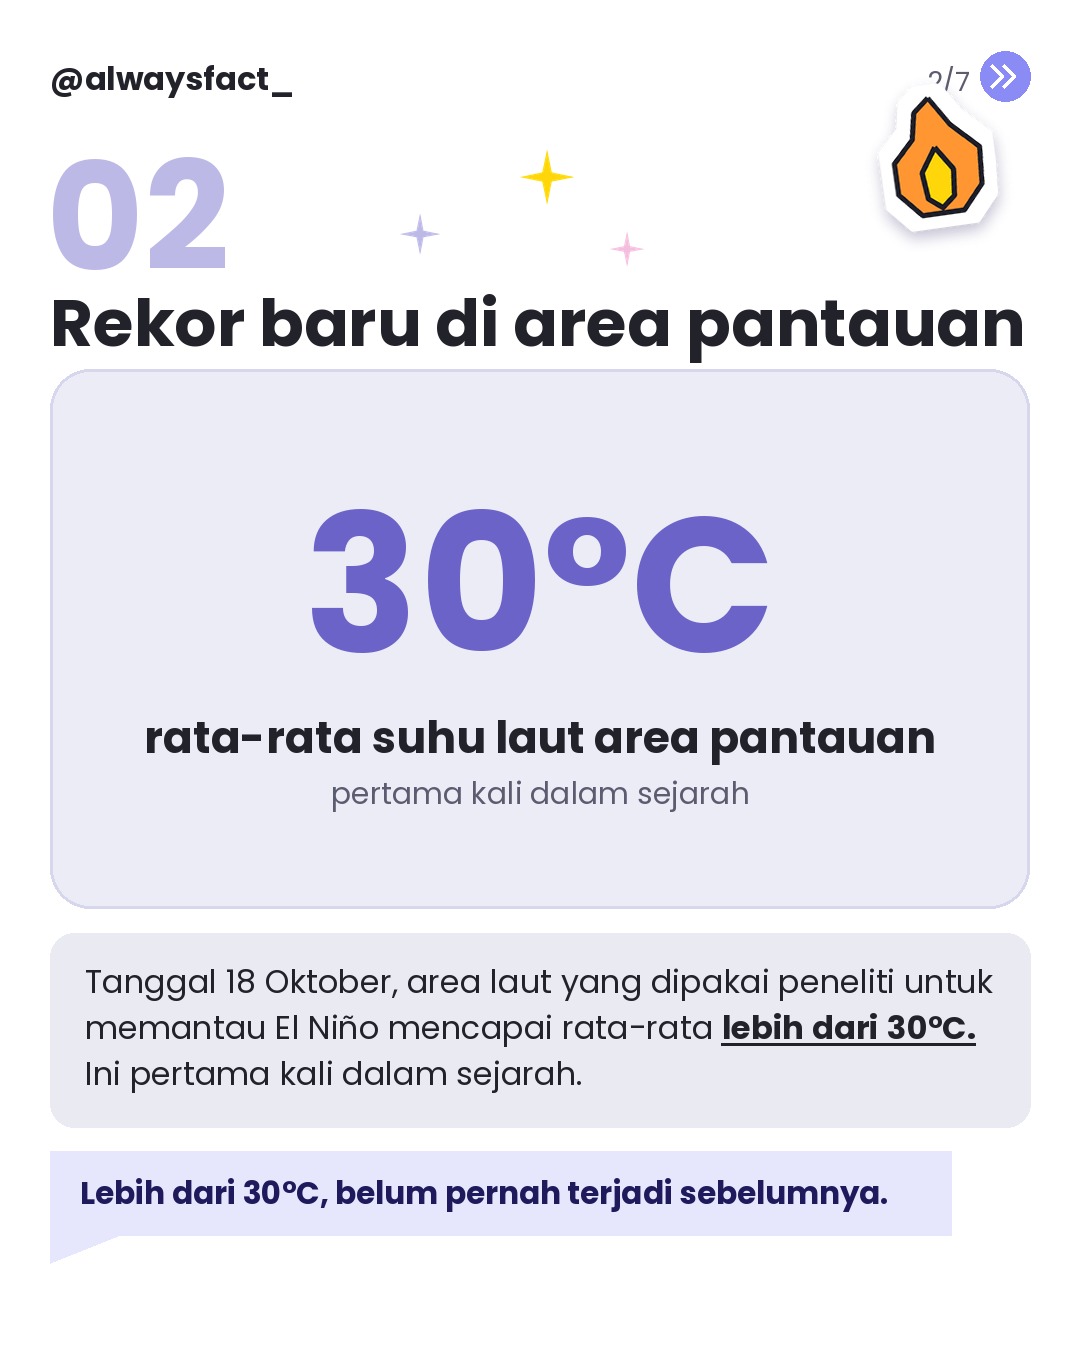 @alwaysfact_
2/7
02
Rekor baru di area pantauan
30°C
rata-rata suhu laut area pantauan
pertama kali dalam sejarah
Tanggal 18 Oktober, area laut yang dipakai peneliti untuk
memantau El Niño mencapai rata-rata lebih dari 30°C.
Ini pertama kali dalam sejarah.
Lebih dari 30°C, belum pernah terjadi sebelumnya.